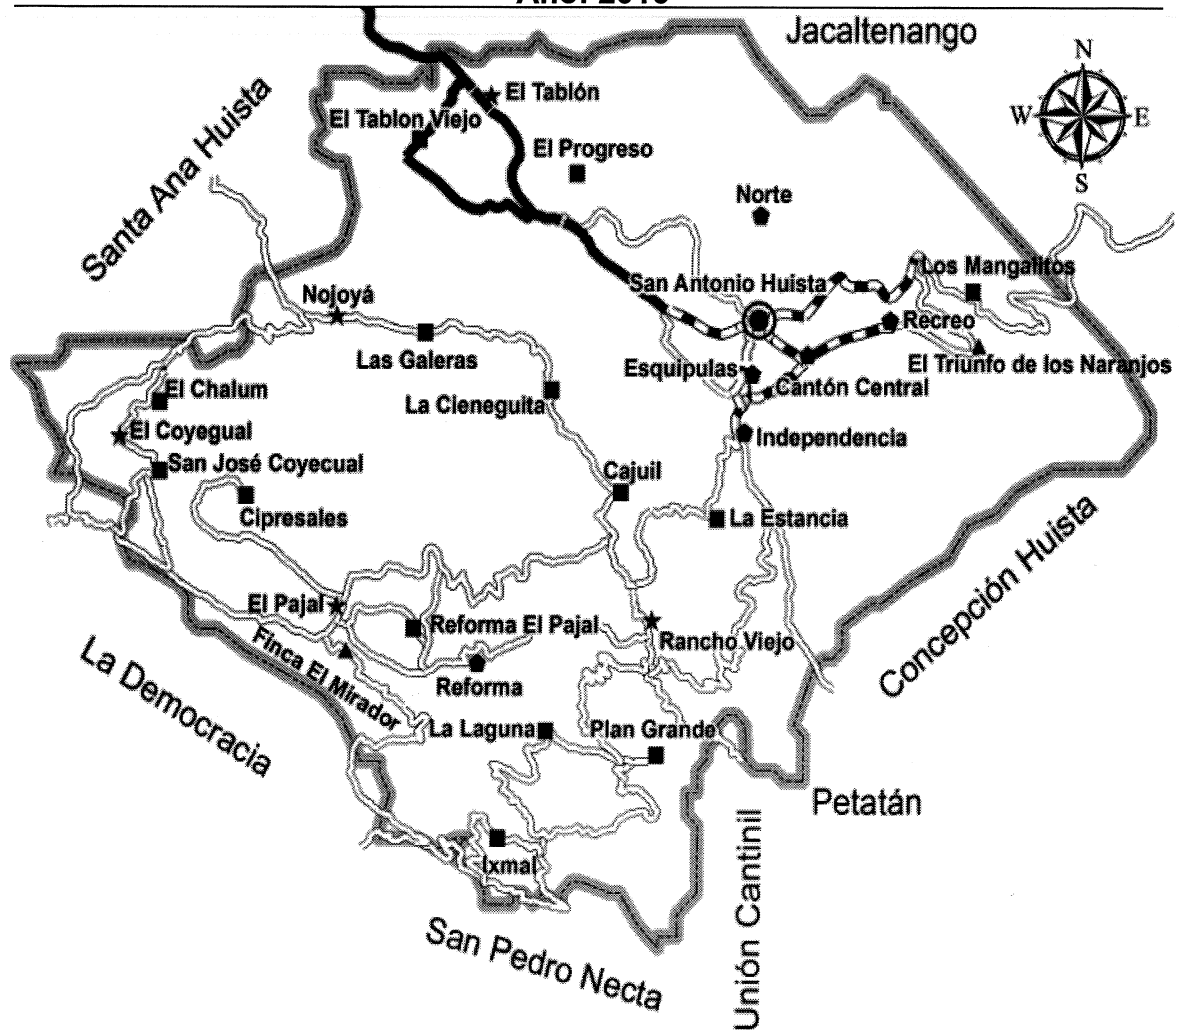 Jacaltenango
N
W
E
S
Santa Ana Huista
El Tablón
El Tablon Viejo
El Progreso
Norte
San Antonio Huista
Los Mangalitos
Nojoyá
Recreo
Las Galeras
Esquipulas
El Triunfo de los Naranjos
Cantón Central
El Chalum
La Cieneguita
El Coyegual
Independencia
San José Coyecual
Cajuil
Cipresales
La Estancia
Concepción Huista
El Pajal
Reforma El Pajal
Finca El Mirador
Rancho Viejo
Reforma
La Democracia
La Laguna
Plan Grande
Petatán
Unión Cantinil
Ixmal
San Pedro Necta